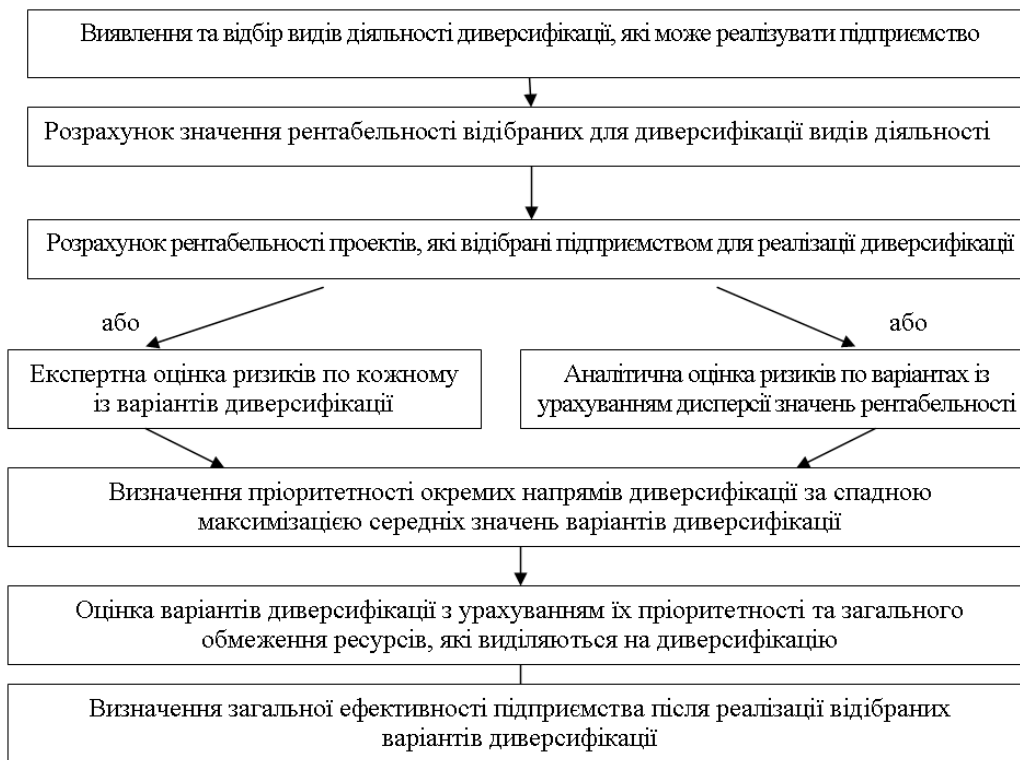 Виявлення та відбір видів діяльності диверсифікації, які може реалізувати підприємство
Розрахунок значення рентабельності відібраних для диверсифікації видів діяльності
Розрахунок рентабельності проектів, які відібрані підприємством для реалізації диверсифікації
або
або
Експертна оцінка ризиків по кожному
із варіантів диверсифікації
Аналітична оцінка ризиків по варіантах із
урахуванням дисперсії значень рентабельності
Визначення пріоритетності окремих напрямів диверсифікації за спадною
максимізацією середніх значень варіантів диверсифікації
Оцінка варіантів диверсифікації з урахуванням їх пріоритетності та загального
обмеження ресурсів, які виділяються на диверсифікацію
Визначення загальної ефективності підприємства після реалізації відібраних
варіантів диверсифікації